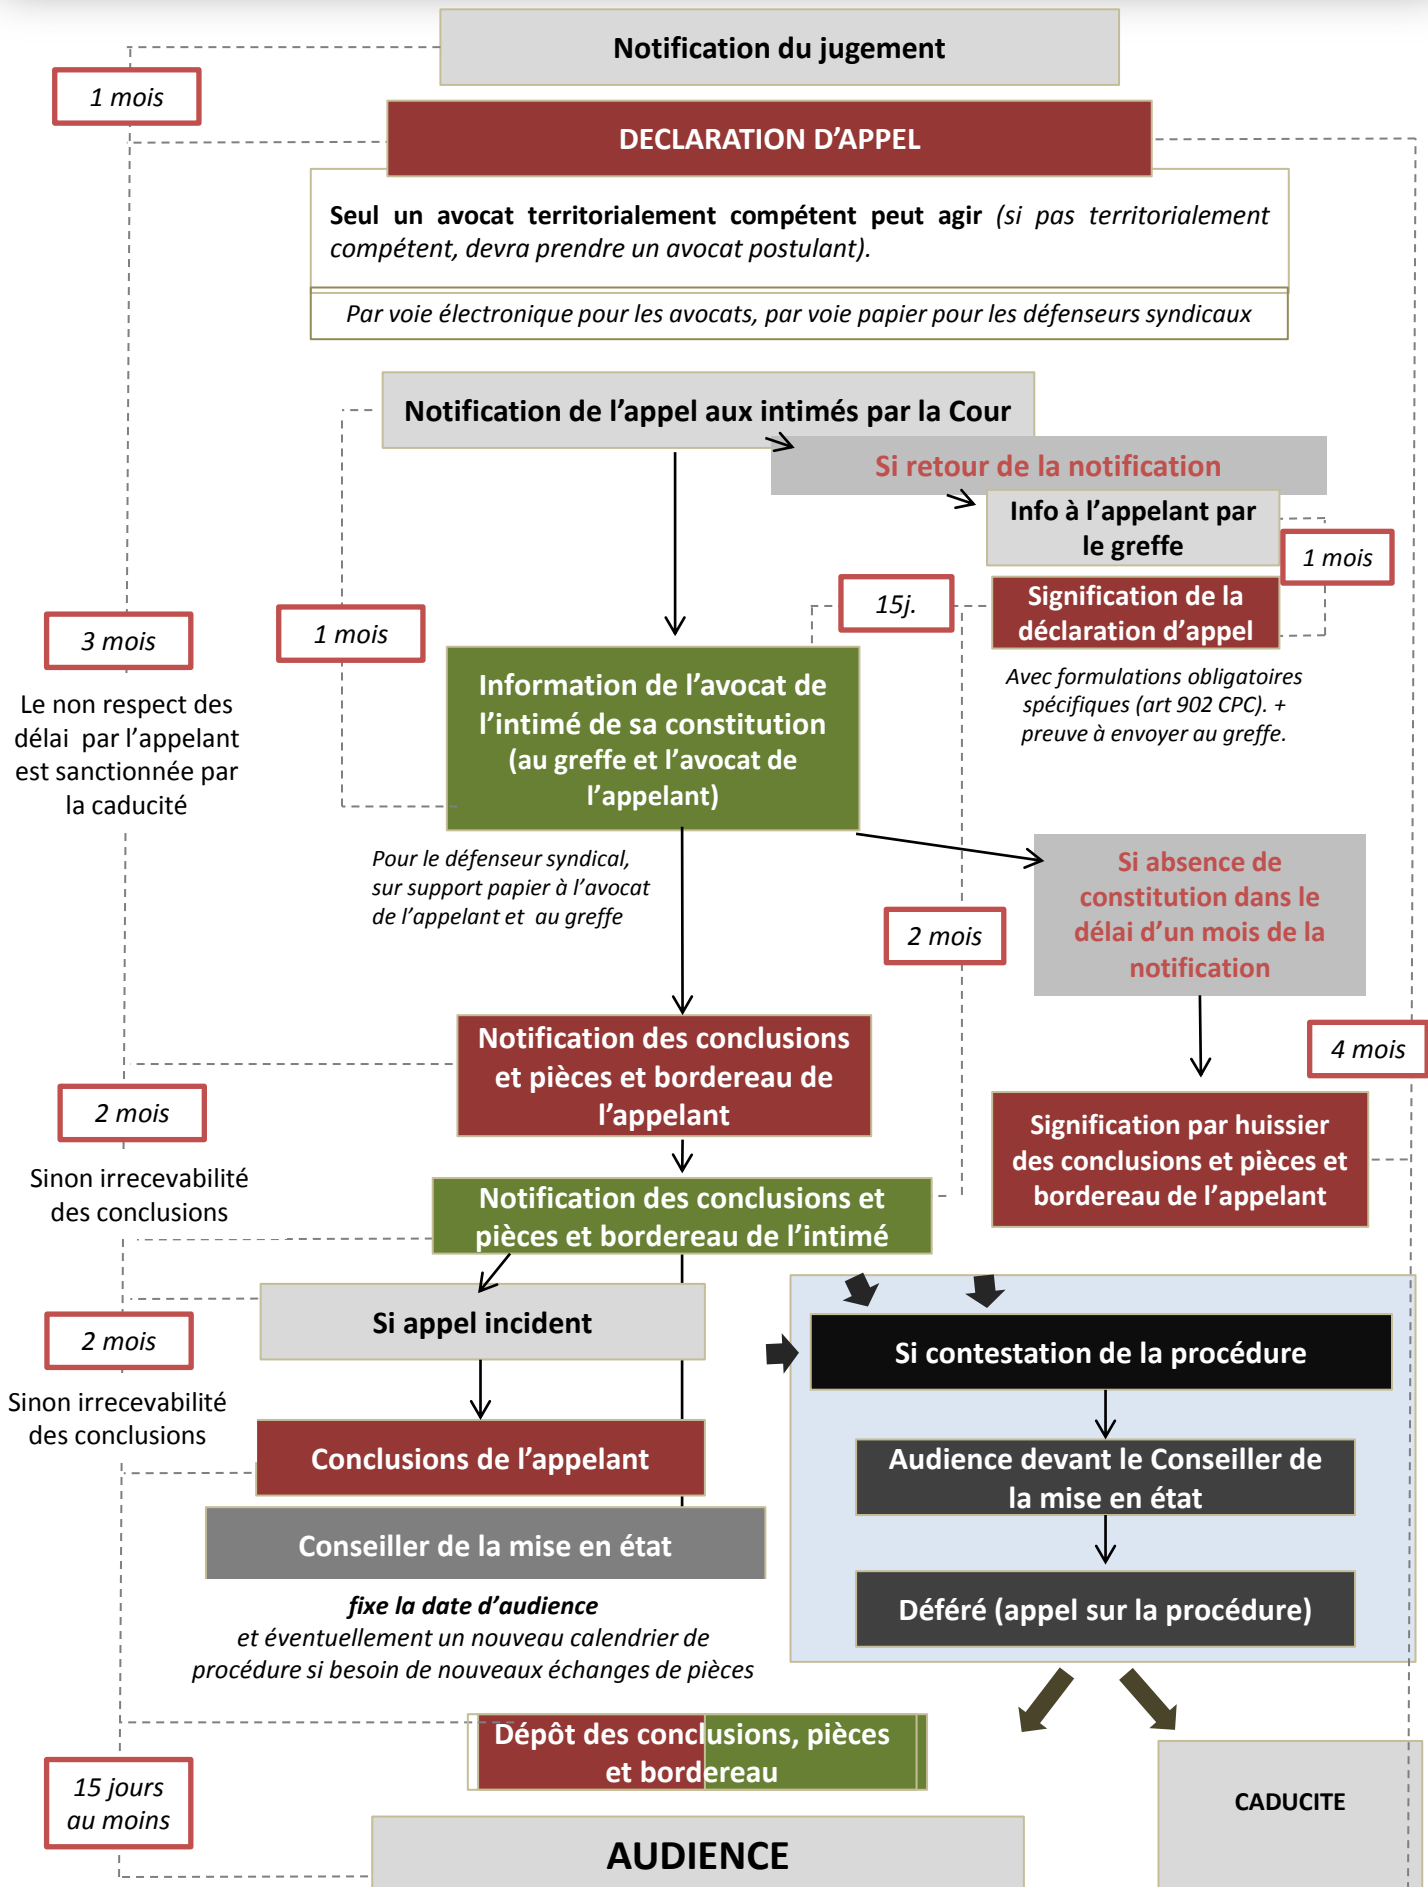 Notification du jugement
1 mois
DECLARATION D'APPEL
Seul un avocat territorialement compétent peut agir (si pas territorialement
compétent, devra prendre un avocat postulant).
Par voie électronique pour les avocats, par voie papier pour les défenseurs syndicaux
Notification de l'appel aux intimés par la Cour
Si retour de la notification
Info à l'appelant par
le greffe
1 mois
15j.
Signification de la
déclaration d'appel
3 mois
1 mois
Avec formulations obligatoires
spécifiques (art 902 CPC). +
preuve à envoyer au greffe.
Le non respect des
délai par l'appelant
est sanctionnée par
la caducité
Information de l'avocat de
l'intimé de sa constitution
(au greffe et l'avocat de
l'appelant)
Pour le défenseur syndical,
sur support papier à l'avocat
de l'appelant et au greffe
Si absence de
constitution dans le
délai d'un mois de la
notification
2 mois
Notification des conclusions
et pièces et bordereau de
l'appelant
4 mois
2 mois
Signification par huissier
des conclusions et pièces et
bordereau de l'appelant
Sinon irrecevabilité
des conclusions
Notification des conclusions et
pièces et bordereau de l'intimé
Si appel incident
2 mois
Si contestation de la procédure
Sinon irrecevabilité
des conclusions
Conclusions de l'appelant
Audience devant le Conseiller de
la mise en état
Conseiller de la mise en état
fixe la date d'audience
et éventuellement un nouveau calendrier de
procédure si besoin de nouveaux échanges de pièces
Déféré (appel sur la procédure)
Dépôt des conclusions, pièces
et bordereau
15 jours
au moins
CADUCITE
AUDIENCE